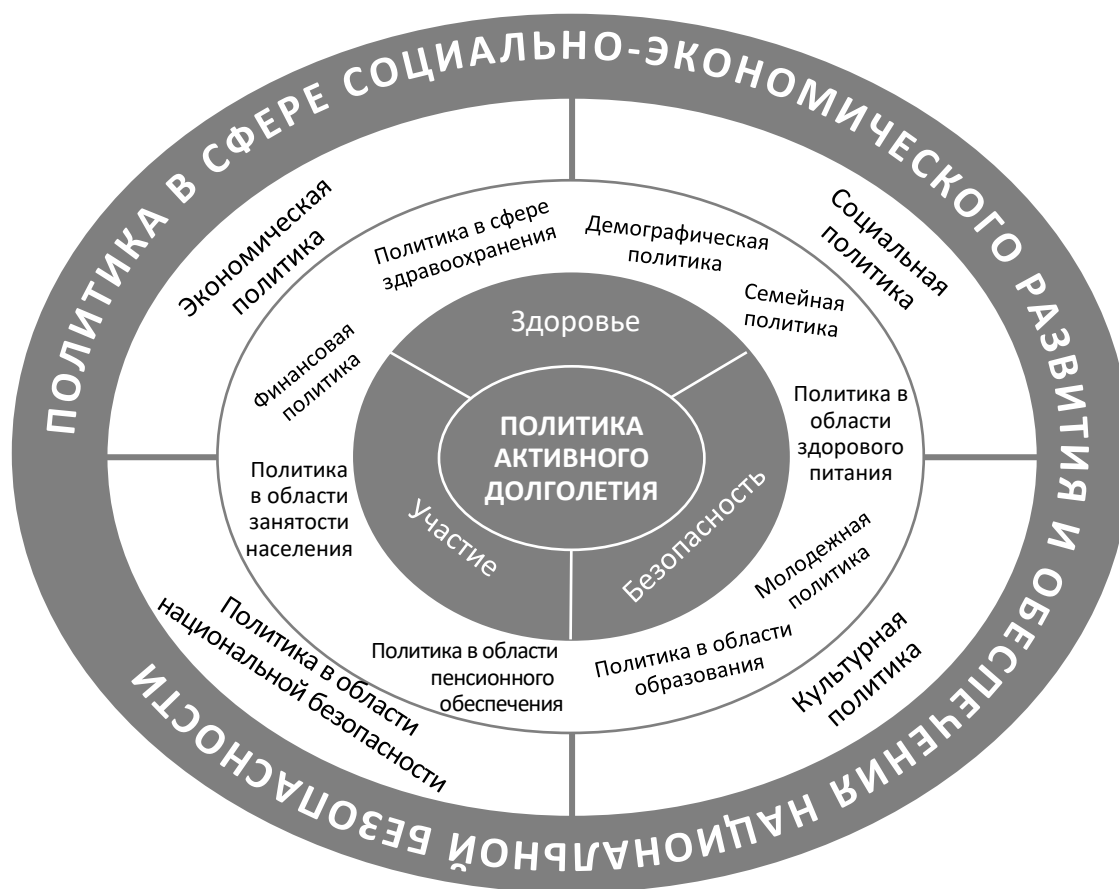 ПОЛИТИКА В СФЕРЕ СОЦИАЛЬНО-ЭКОНОМИЧЕСКОГО РАЗВИТИЯ И ОБЕСПЕЧЕНИЯ НАЦИОНАЛЬНОЙ БЕЗОПАСНОСТИ
Экономическая
политика
Социальная
политика
Политика в сфере
здравоохранения
Демографическая
политика
Семейная
политика
Финансовая
политика
Здоровье
Политика в
области
здорового
питания
ПОЛИТИКА
АКТИВНОГО
ДОЛГОЛЕТИЯ
Политика
в области
занятости
населения
Участие
Безопасность
Молодежная
политика
Политика в области
национальной безопасности
Политика в области
пенсионного
обеспечения
Политика в области
образования
Культурная
политика